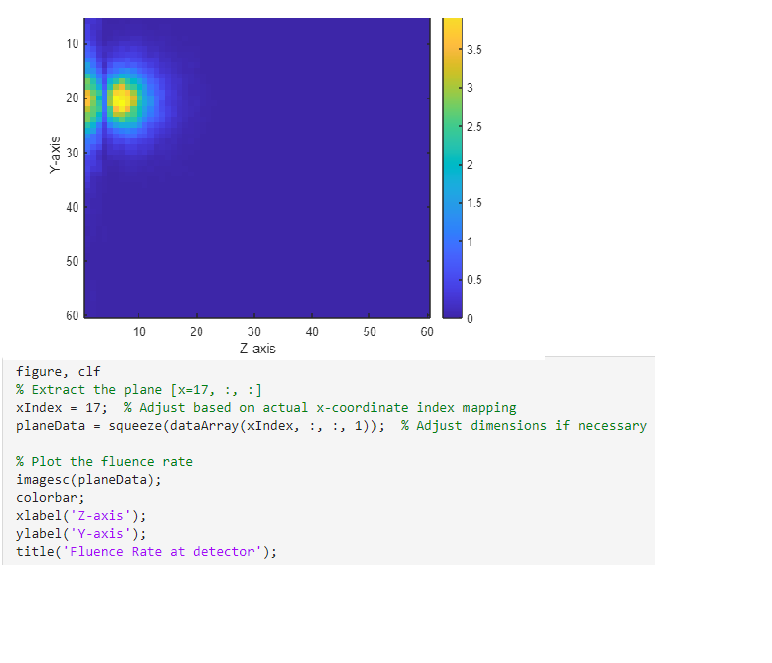 10
20
30
40
50
60
Y-axis
10
20
30
40
50
60
Z axis
3.5
3
2.5
2
1.5
1
0.5
0
figure, clf
% Extract the plane [x=17, :, :]
xIndex = 17;  % Adjust based on actual x-coordinate index mapping
planeData = squeeze(dataArray(xIndex, :, :, 1));  % Adjust dimensions if necessary
% Plot the fluence rate
imagesc(planeData);
colorbar;
xlabel('Z-axis');
ylabel('Y-axis');
title('Fluence Rate at detector');